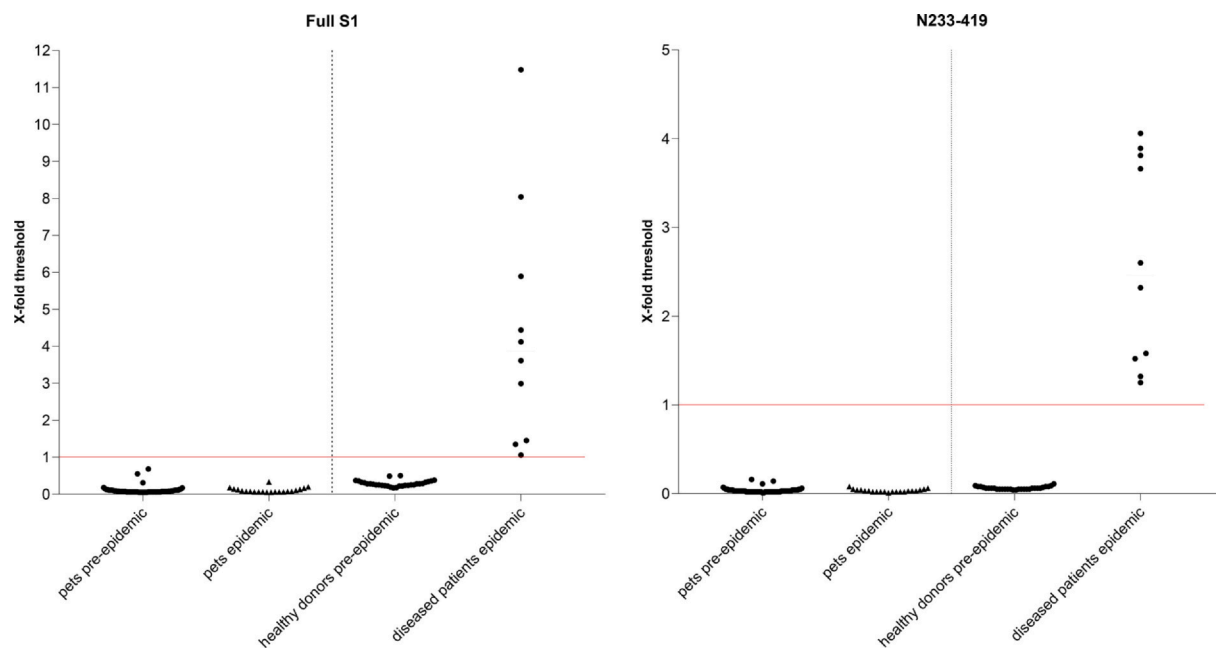 Full S1
X-fold threshold
12
11
10
9
8
7
6
5
4
3
2
1
0
pets pre-epidemic
pets epidemic
healthy donors pre-epidemic
diseased patients epidemic
N233-419
X-fold threshold
5
4
3
2
1
0
pets pre-epidemic
pets epidemic
healthy donors pre-epidemic
diseased patients epidemic